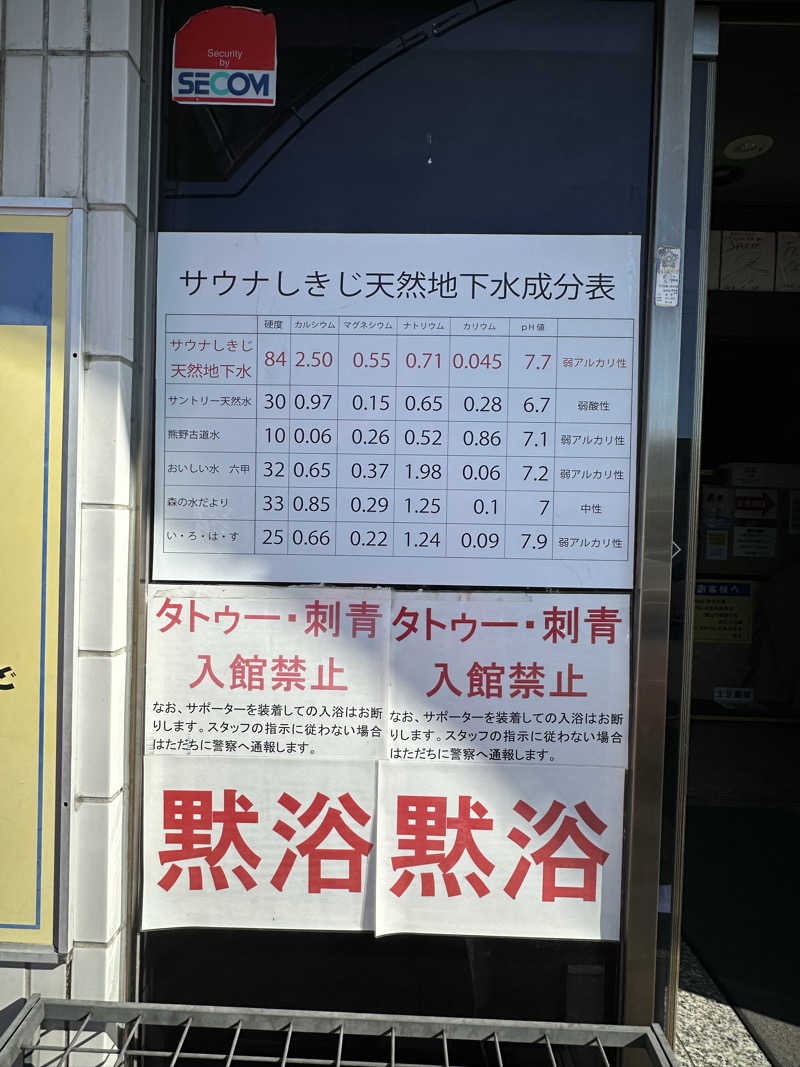 Security
by
SECOM
サウナしきじ天然地下水成分表
硬度 カルシウム マグネシウム ナトリウム カリウム pH値
サウナしきじ
天然地下水 84 2.50 0.55 0.71 0.045 7.7 弱アルカリ性
サントリー天然水 30 0.97 0.15 0.65 0.28 6.7 弱酸性
熊野古道水 10 0.06 0.26 0.52 0.86 7.1 弱アルカリ性
おいしい水 六甲 32 0.65 0.37 1.98 0.06 7.2 弱アルカリ性
森の水だより 33 0.85 0.29 1.25 0.1 7 中性
い・ろ・は・す 25 0.66 0.22 1.24 0.09 7.9 弱アルカリ性
タトゥー・刺青
入館禁止
なお、サポーターを装着しての入浴はお断
りします。スタッフの指示に従わない場合
はただちに警察へ通報します。
タトゥー・刺青
入館禁止
なお、サポーターを装着しての入浴はお断
りします。スタッフの指示に従わない場合
はただちに警察へ通報します。
黙浴
黙浴
ど